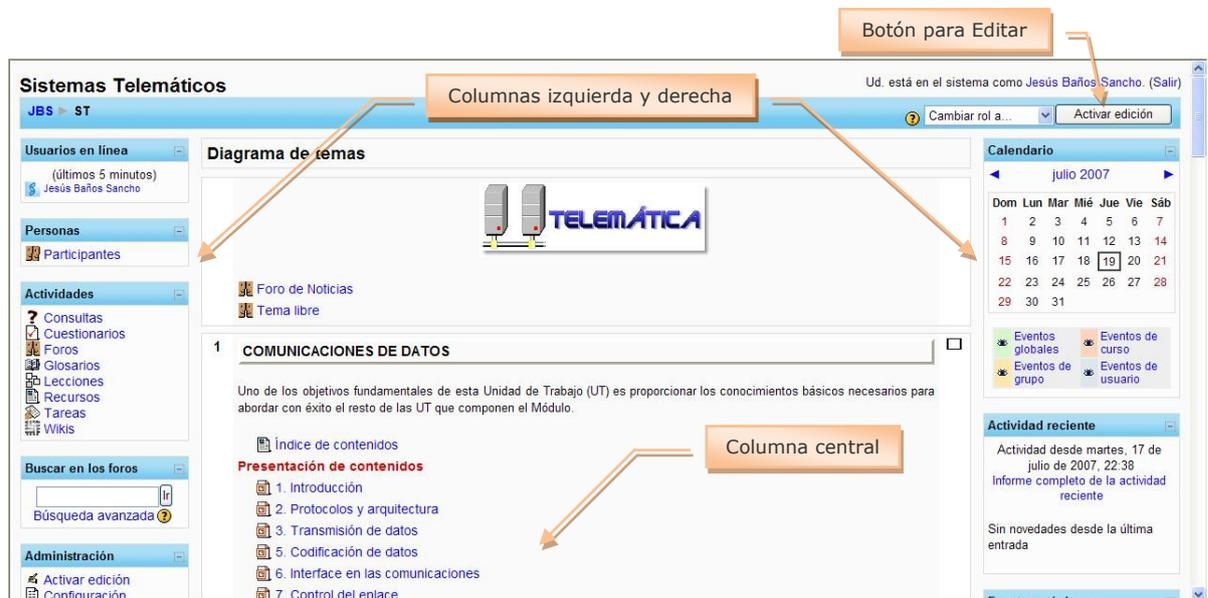 Botón para Editar
Sistemas Telemáticos
Ud. está en el sistema como Jesús Baños Sancho. (Salir)
Columnas izquierda y derecha
JBS ► ST
Cambiar rol a...
Activar edición
Usuarios en línea
(últimos 5 minutos)
Jesús Baños Sancho
Personas
Participantes
Actividades
Consultas
Cuestionarios
Foros
Glosarios
Lecciones
Recursos
Tareas
Wikis
Buscar en los foros
Ir
Búsqueda avanzada
Administración
Activar edición
Configuración
Diagrama de temas
TELEMÁTICA
Foro de Noticias
Tema libre
1 COMUNICACIONES DE DATOS
Uno de los objetivos fundamentales de esta Unidad de Trabajo (UT) es proporcionar los conocimientos básicos necesarios para
abordar con éxito el resto de las UT que componen el Módulo.
Índice de contenidos
Columna central
Presentación de contenidos
1. Introducción
2. Protocolos y arquitectura
3. Transmisión de datos
5. Codificación de datos
6. Interface en las comunicaciones
7. Control del enlace
Calendario
◄ julio 2007 ►
Dom Lun Mar Mié Jue Vie Sáb
1 2 3 4 5 6 7
8 9 10 11 12 13 14
15 16 17 18 19 20 21
22 23 24 25 26 27 28
29 30 31
Eventos globales
Eventos de curso
Eventos de grupo
Eventos de usuario
Actividad reciente
Actividad desde martes, 17 de
julio de 2007, 22:38
Informe completo de la actividad
reciente
Sin novedades desde la última
entrada